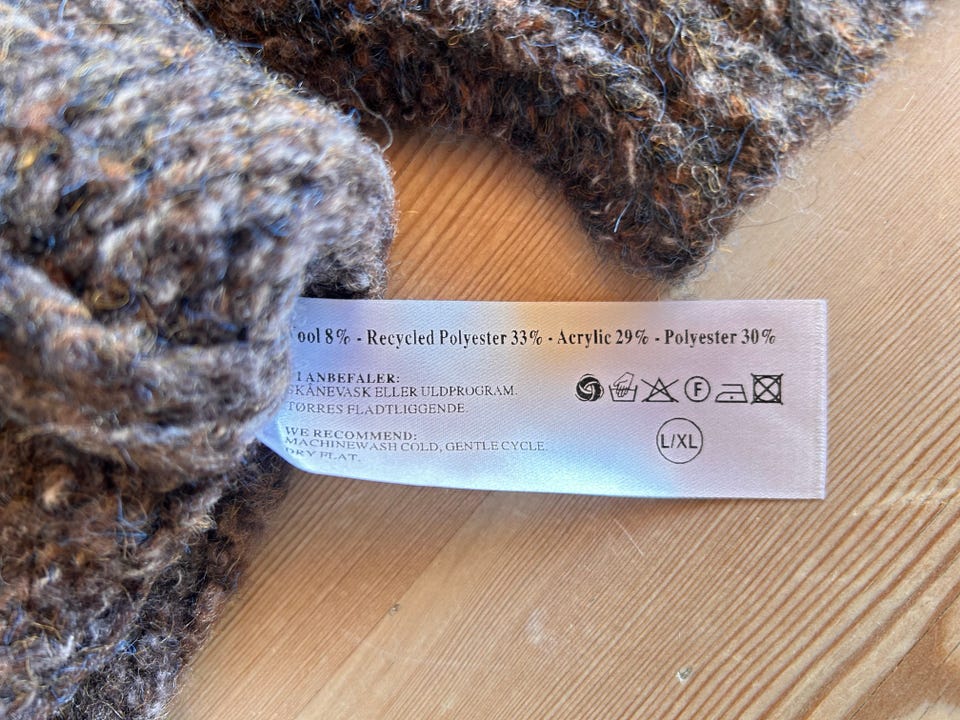 ool 8% - Recycled Polyester 33% - Acrylic 29% - Polyester 30%
I ANBEFALER:
SKÅNEVASK ELLER ULDPROGRAM.
TØRRES FLADTLIGGENDE.
WE RECOMMEND:
MACHINEWASH COLD, GENTLE CYCLE.
DRY FLAT.
F
L/XL